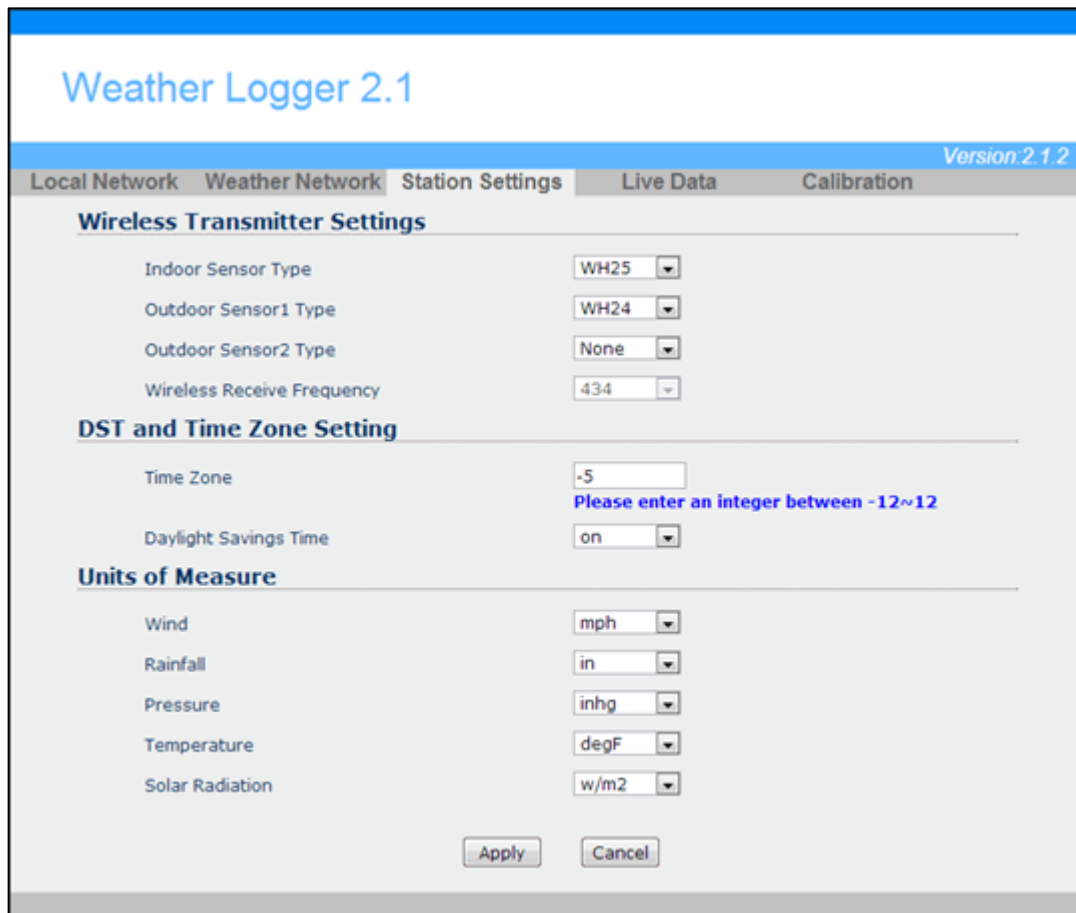 Weather Logger 2.1
Version:2.1.2
Local Network Weather Network Station Settings Live Data Calibration
Wireless Transmitter Settings
Indoor Sensor Type WH25
Outdoor Sensor1 Type WH24
Outdoor Sensor2 Type None
Wireless Receive Frequency 434
DST and Time Zone Setting
Time Zone -5
Please enter an integer between -12~12
Daylight Savings Time on
Units of Measure
Wind mph
Rainfall in
Pressure inhg
Temperature degF
Solar Radiation w/m2
Apply Cancel